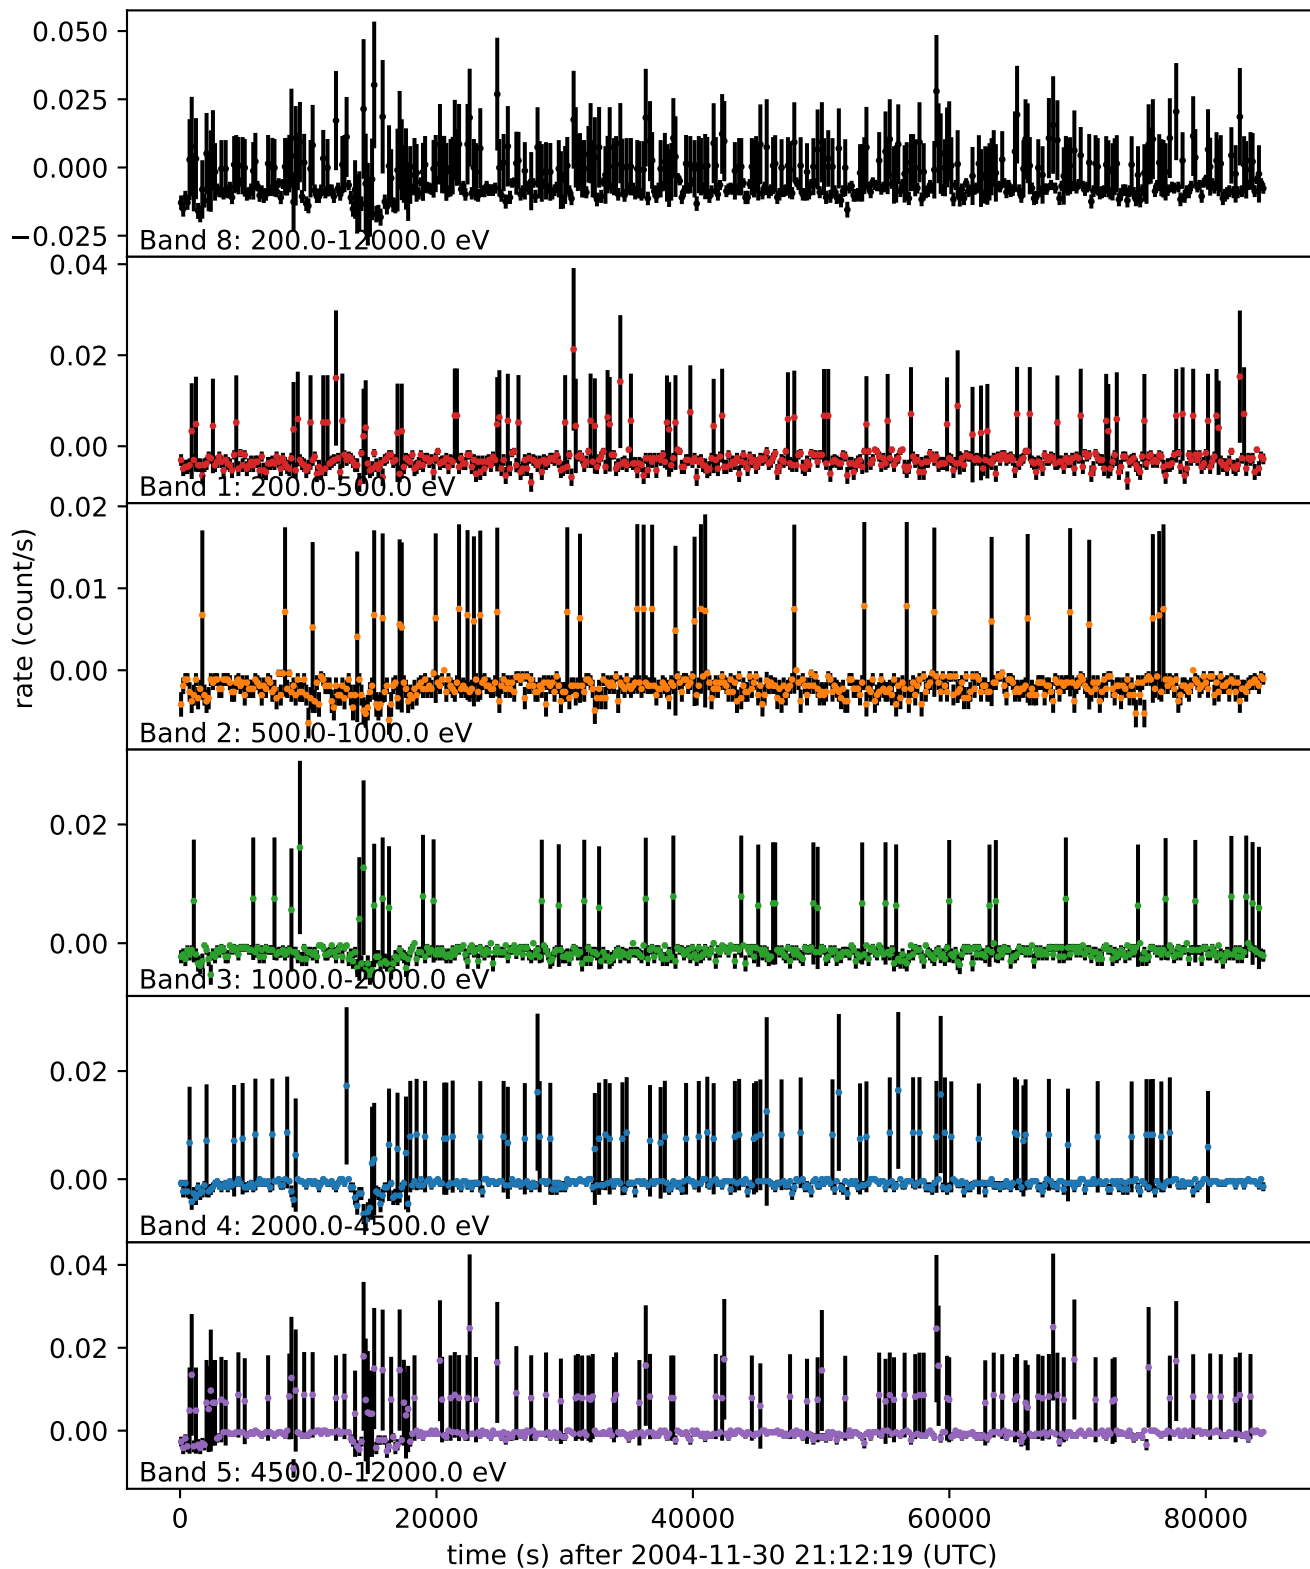 0.050
0.025
0.000
−0.025
Band 8: 200.0-12000.0 eV
0.04
0.02
0.00
Band 1: 200.0-500.0 eV
0.02
0.01
0.00
Band 2: 500.0-1000.0 eV
rate (count/s)
0.02
0.00
Band 3: 1000.0-2000.0 eV
0.02
0.00
Band 4: 2000.0-4500.0 eV
0.04
0.02
0.00
Band 5: 4500.0-12000.0 eV
0 20000 40000 60000 80000
time (s) after 2004-11-30 21:12:19 (UTC)